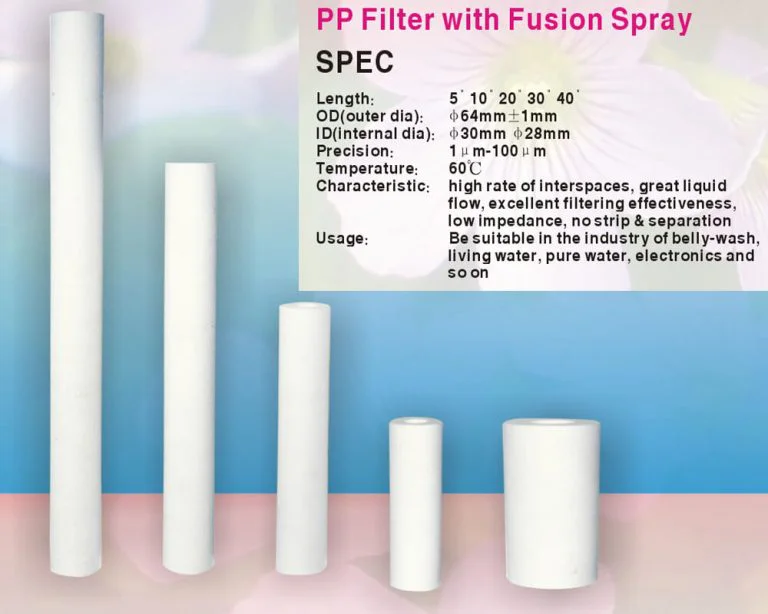 PP Filter with Fusion Spray
SPEC
Length: 5" 10" 20" 30" 40"
OD(outer dia): φ64mm±1mm
ID(internal dia): φ30mm φ28mm
Precision: 1μm-100μm
Temperature: 60℃
Characteristic: high rate of interspaces, great liquid
flow, excellent filtering effectiveness,
low impedance, no strip & separation
Usage: Be suitable in the industry of belly-wash,
living water, pure water, electronics and
so on